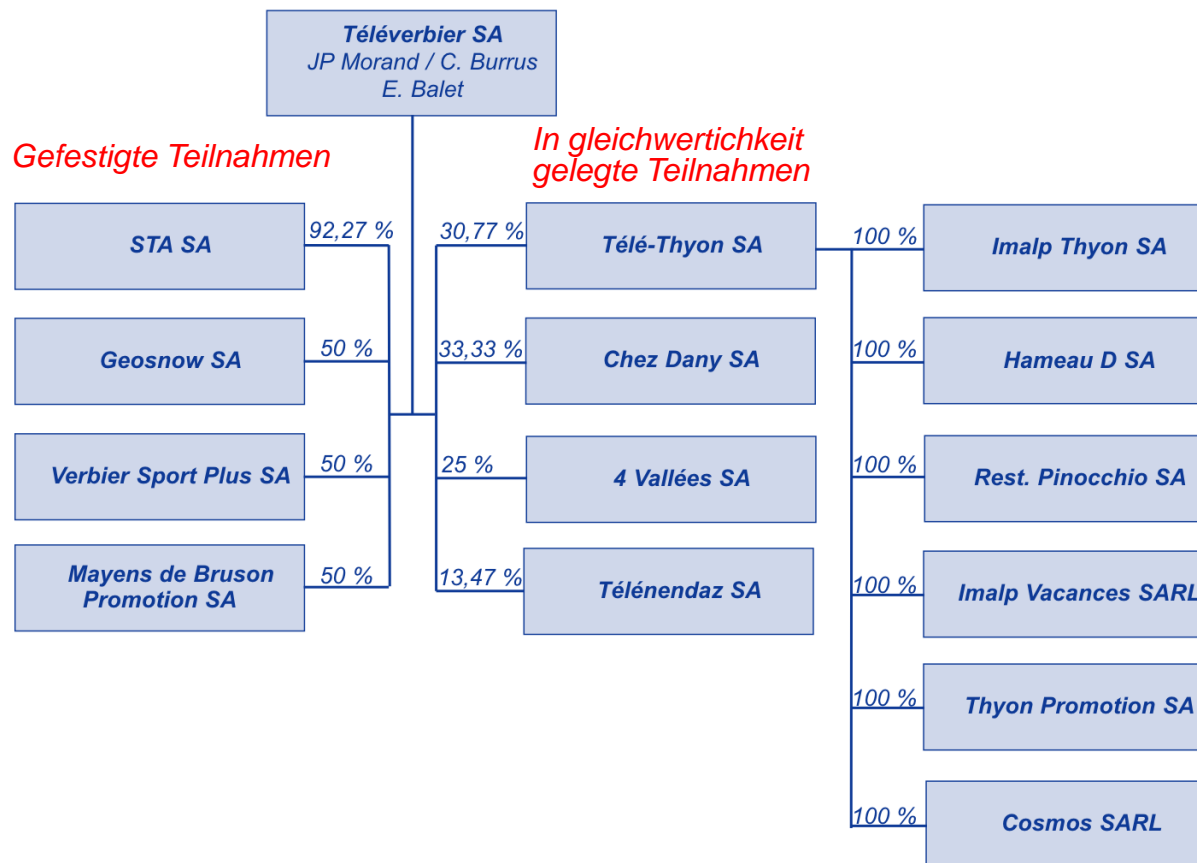 Téléverbier SA
JP Morand / C. Burrus
E. Balet
Gefestigte Teilnahmen
In gleichwertichkeit
gelegte Teilnahmen
STA SA
92,27 %
Geosnow SA
50 %
Verbier Sport Plus SA
50 %
Mayens de Bruson
Promotion SA
50 %
30,77 %
Télé-Thyon SA
33,33 %
Chez Dany SA
25 %
4 Vallées SA
13,47 %
Télénendaz SA
100 %
Imalp Thyon SA
100 %
Hameau D SA
100 %
Rest. Pinocchio SA
100 %
Imalp Vacances SARL
100 %
Thyon Promotion SA
100 %
Cosmos SARL